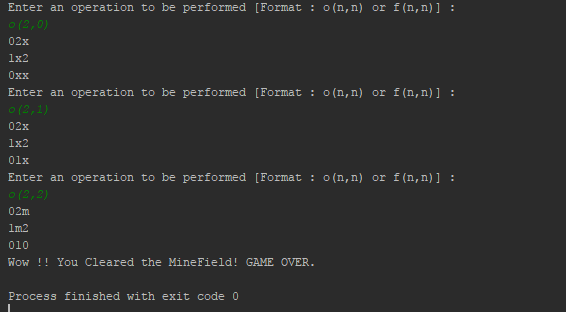 Enter an operation to be performed [Format : o(n,n) or f(n,n)] :
o(2,0)
02x
1x2
0xx
Enter an operation to be performed [Format : o(n,n) or f(n,n)] :
o(2,1)
02x
1x2
01x
Enter an operation to be performed [Format : o(n,n) or f(n,n)] :
o(2,2)
02m
1m2
010
Wow !! You Cleared the MineField! GAME OVER.
Process finished with exit code 0